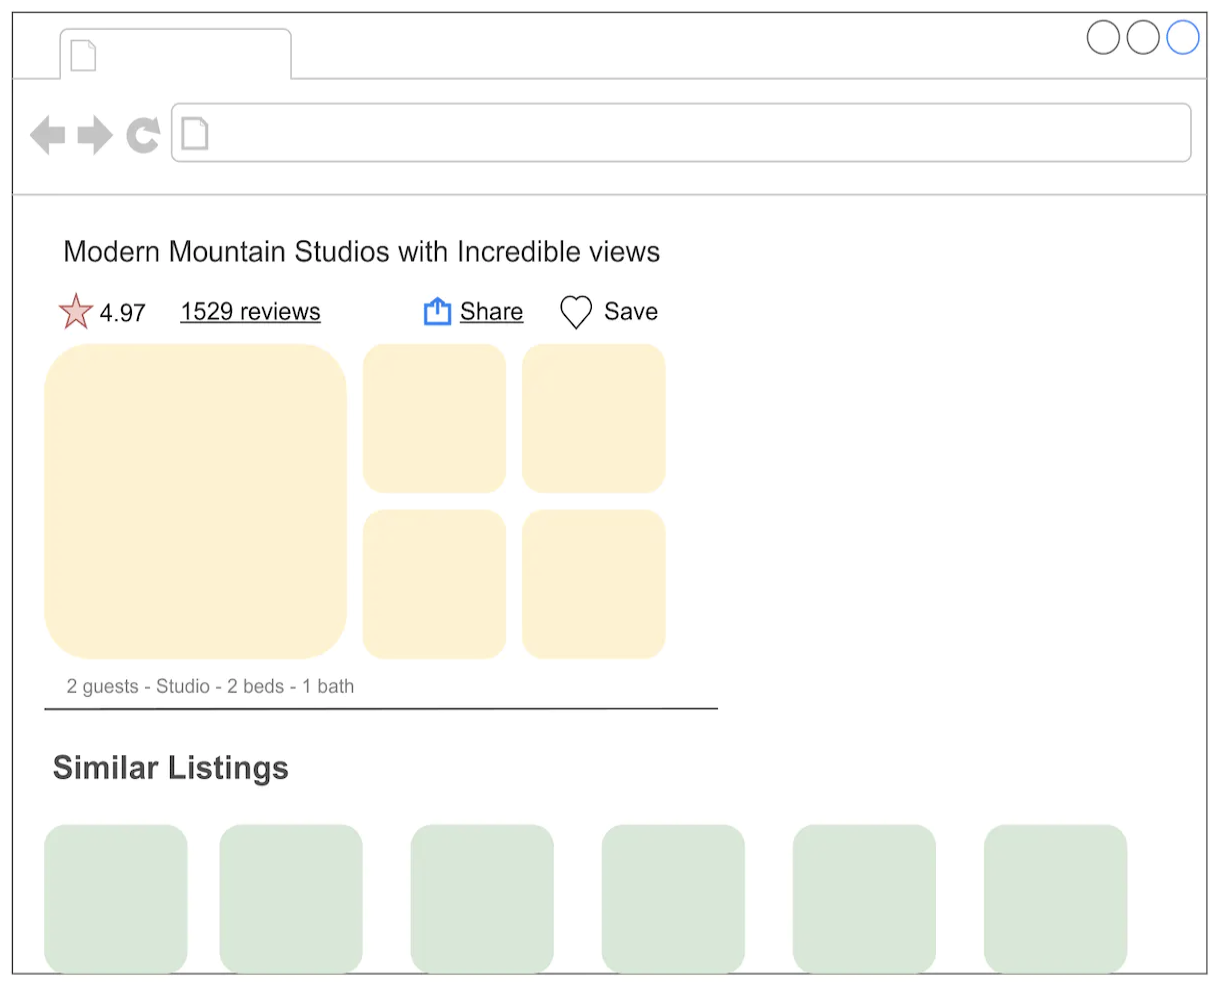 Modern Mountain Studios with Incredible views
4.97 1529 reviews Share Save
2 guests - Studio - 2 beds - 1 bath
Similar Listings